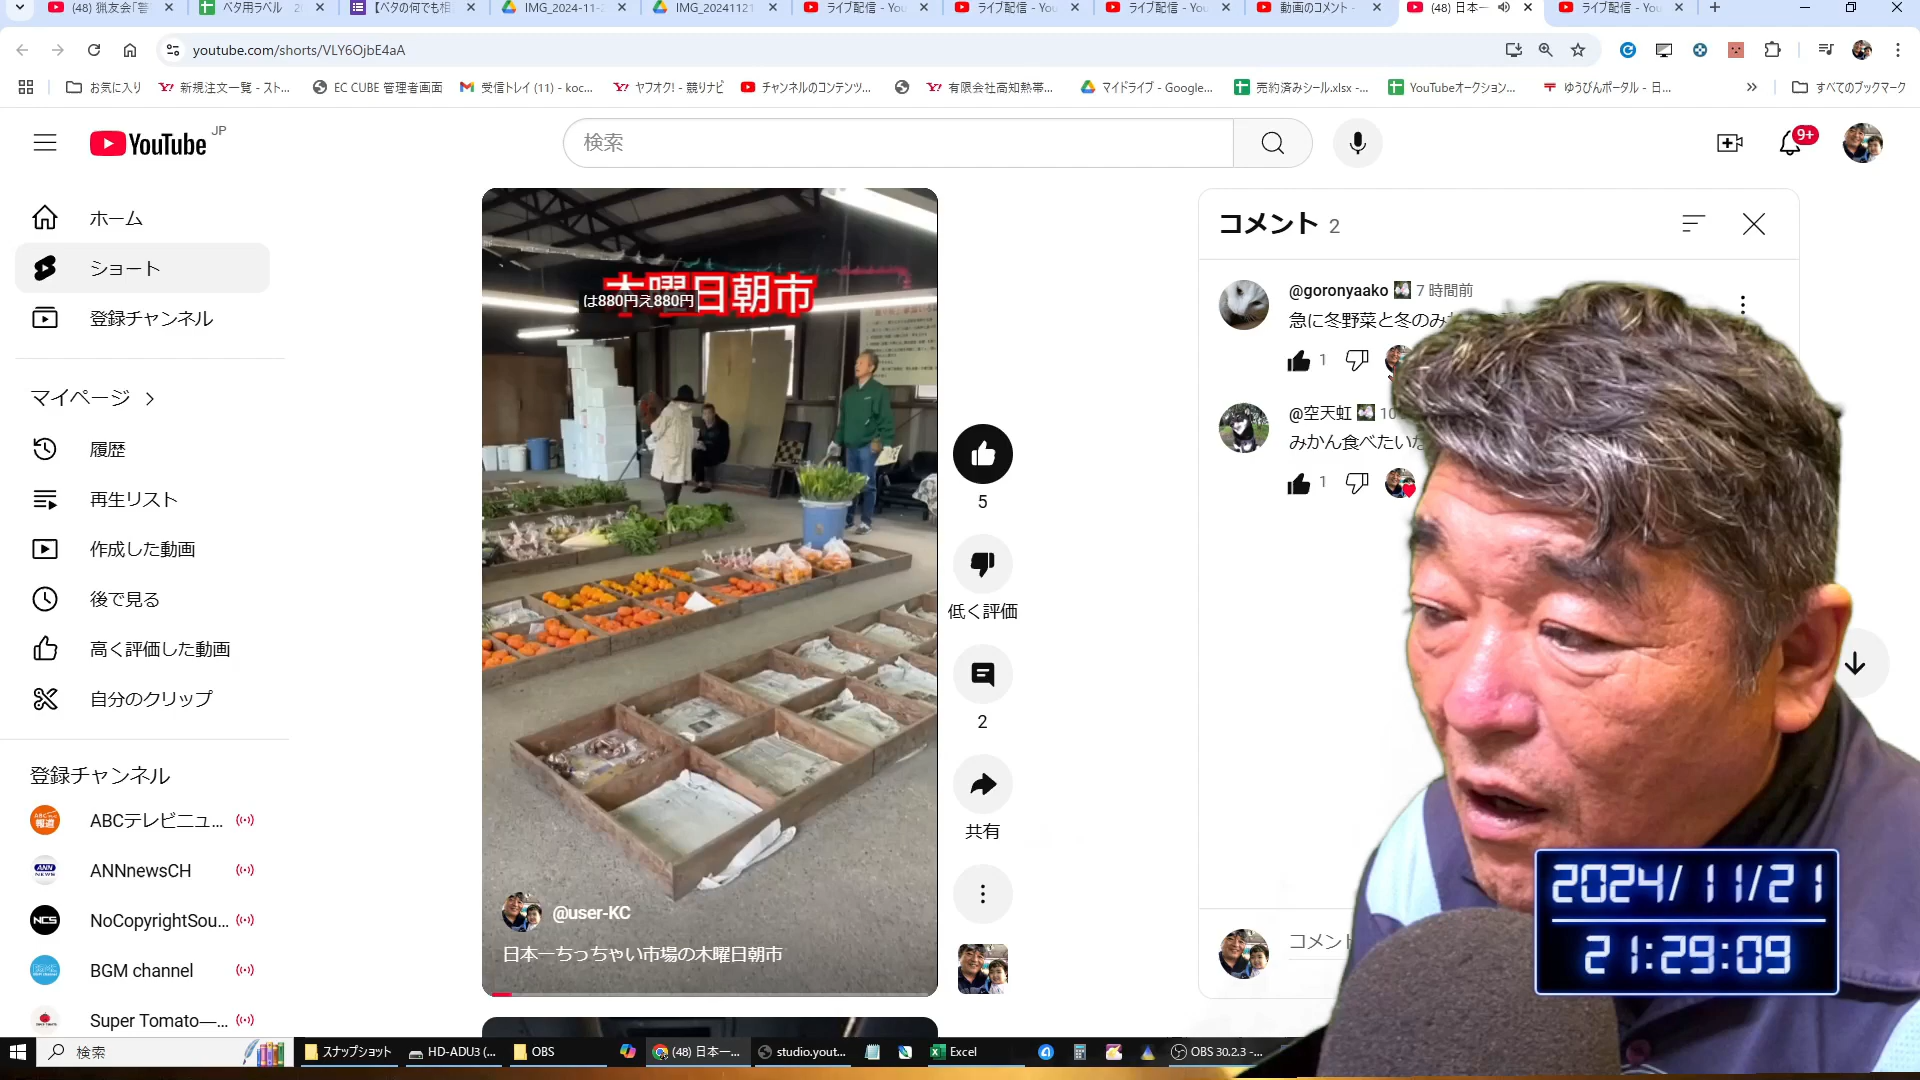 (48) 猟友会「箸
ベタ用ラベル　2
【ベタの何でも相
IMG_2024-11-2
IMG_20241121
ライブ配信 - You
ライブ配信 - You
ライブ配信 - You
動画のコメント -
(48) 日本一
ライブ配信 - You
youtube.com/shorts/VLY6OjbE4aA
お気に入り
新規注文一覧 - スト...
EC CUBE 管理者画面
受信トレイ (11) - koc...
ヤフオク! - 競りナビ
チャンネルのコンテンツ...
有限会社高知熱帯...
マイドライブ - Google...
売約済みシール.xlsx -...
YouTubeオークション...
ゆうびんポータル - 日...
すべてのブックマーク
YouTube JP
検索
9+
ホーム
ショート
登録チャンネル
マイページ
履歴
再生リスト
作成した動画
後で見る
高く評価した動画
自分のクリップ
登録チャンネル
ABCテレビニュ...
ANNnewsCH
NoCopyrightSou...
BGM channel
Super Tomato—...
木曜日朝市
は880円え880円
@user-KC
日本一ちっちゃい市場の木曜日朝市
5
低く評価
2
共有
コメント 2
@goronyaako 7 時間前
急に冬野菜と冬のみ
1
@空天虹 10
みかん食べたいな
1
コメント
2024/11/21
21:29:09
検索
スナップショット
HD-ADU3 (...
OBS
(48) 日本一...
studio.yout...
Excel
OBS 30.2.3 -...